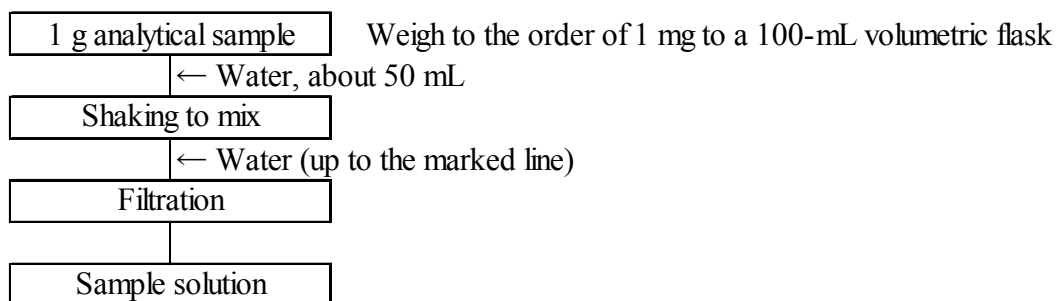 1 g analytical sample Weigh to the order of 1 mg to a 100-mL volumetric flask
← Water, about 50 mL
Shaking to mix
← Water (up to the marked line)
Filtration
Sample solution